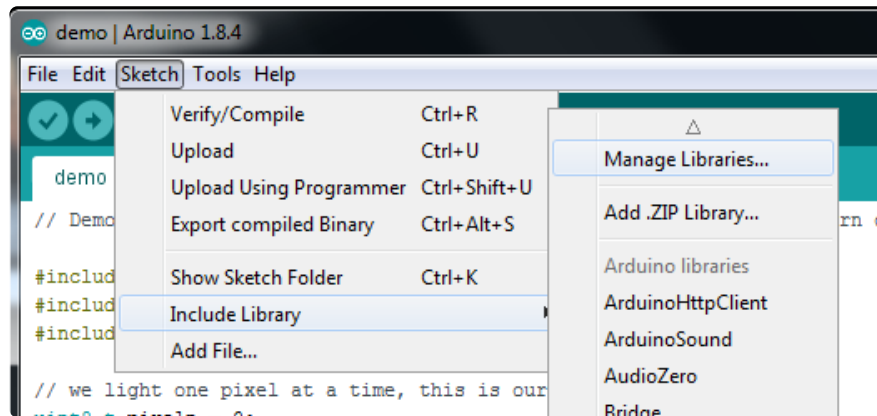 demo | Arduino 1.8.4
File Edit Sketch Tools Help
Verify/Compile Ctrl+R
Upload Ctrl+U
Upload Using Programmer Ctrl+Shift+U
Export compiled Binary Ctrl+Alt+S
Show Sketch Folder Ctrl+K
Include Library
Add File...
Manage Libraries...
Add .ZIP Library...
Arduino libraries
ArduinoHttpClient
ArduinoSound
AudioZero
Bridge
demo
// Demo
#includ
#includ
#includ
// we light one pixel at a time, this is our